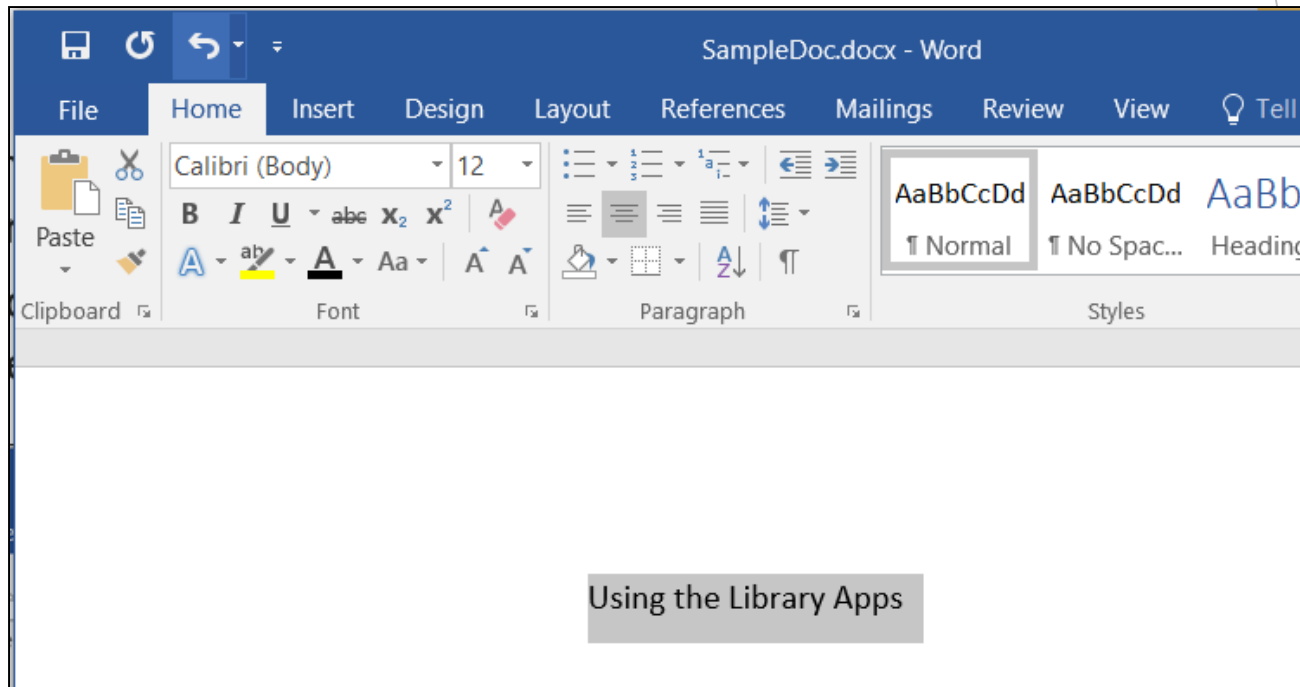 SampleDoc.docx - Word
File Home Insert Design Layout References Mailings Review View Tell
Calibri (Body) 12
AaBbCcDd AaBbCcDd AaBb
B I U abc X₂ X²
Paste
¶ Normal ¶ No Spac... Heading
A aby A Aa A A A Z ¶
Clipboard Font Paragraph Styles
Using the Library Apps